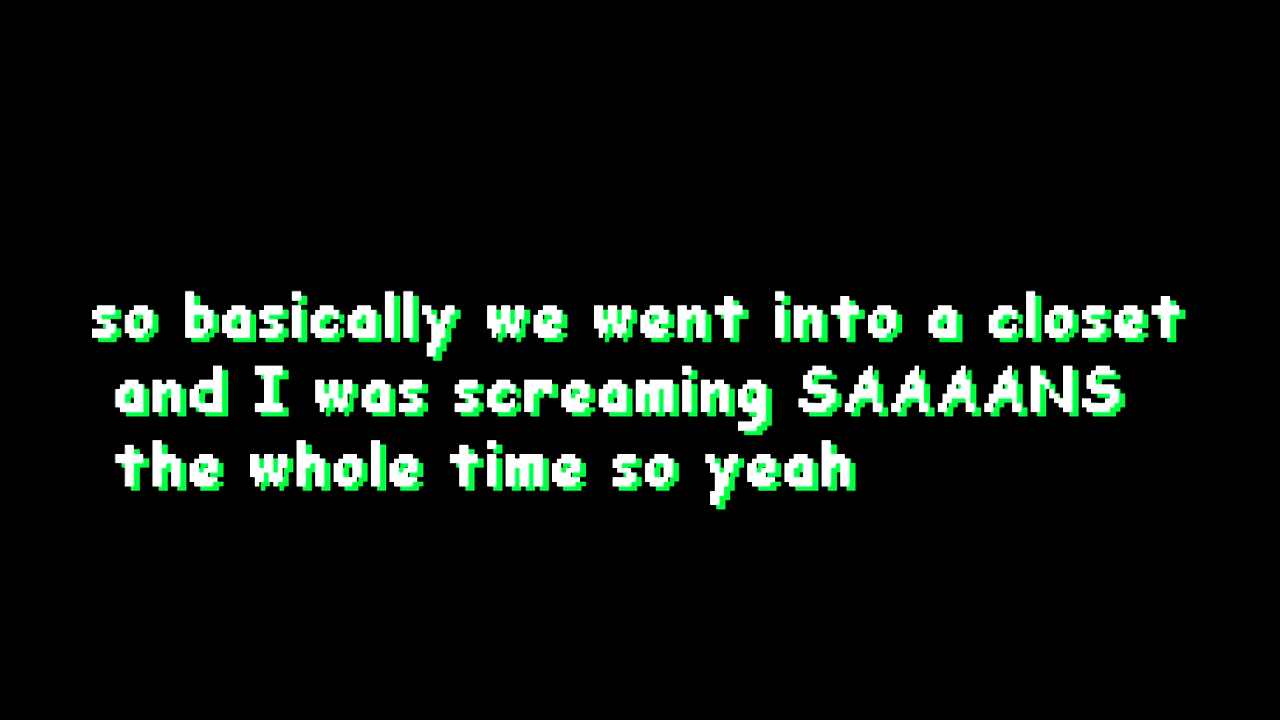 so basically we went into a closet
and I was screaming SAAAANS
the whole time so yeah